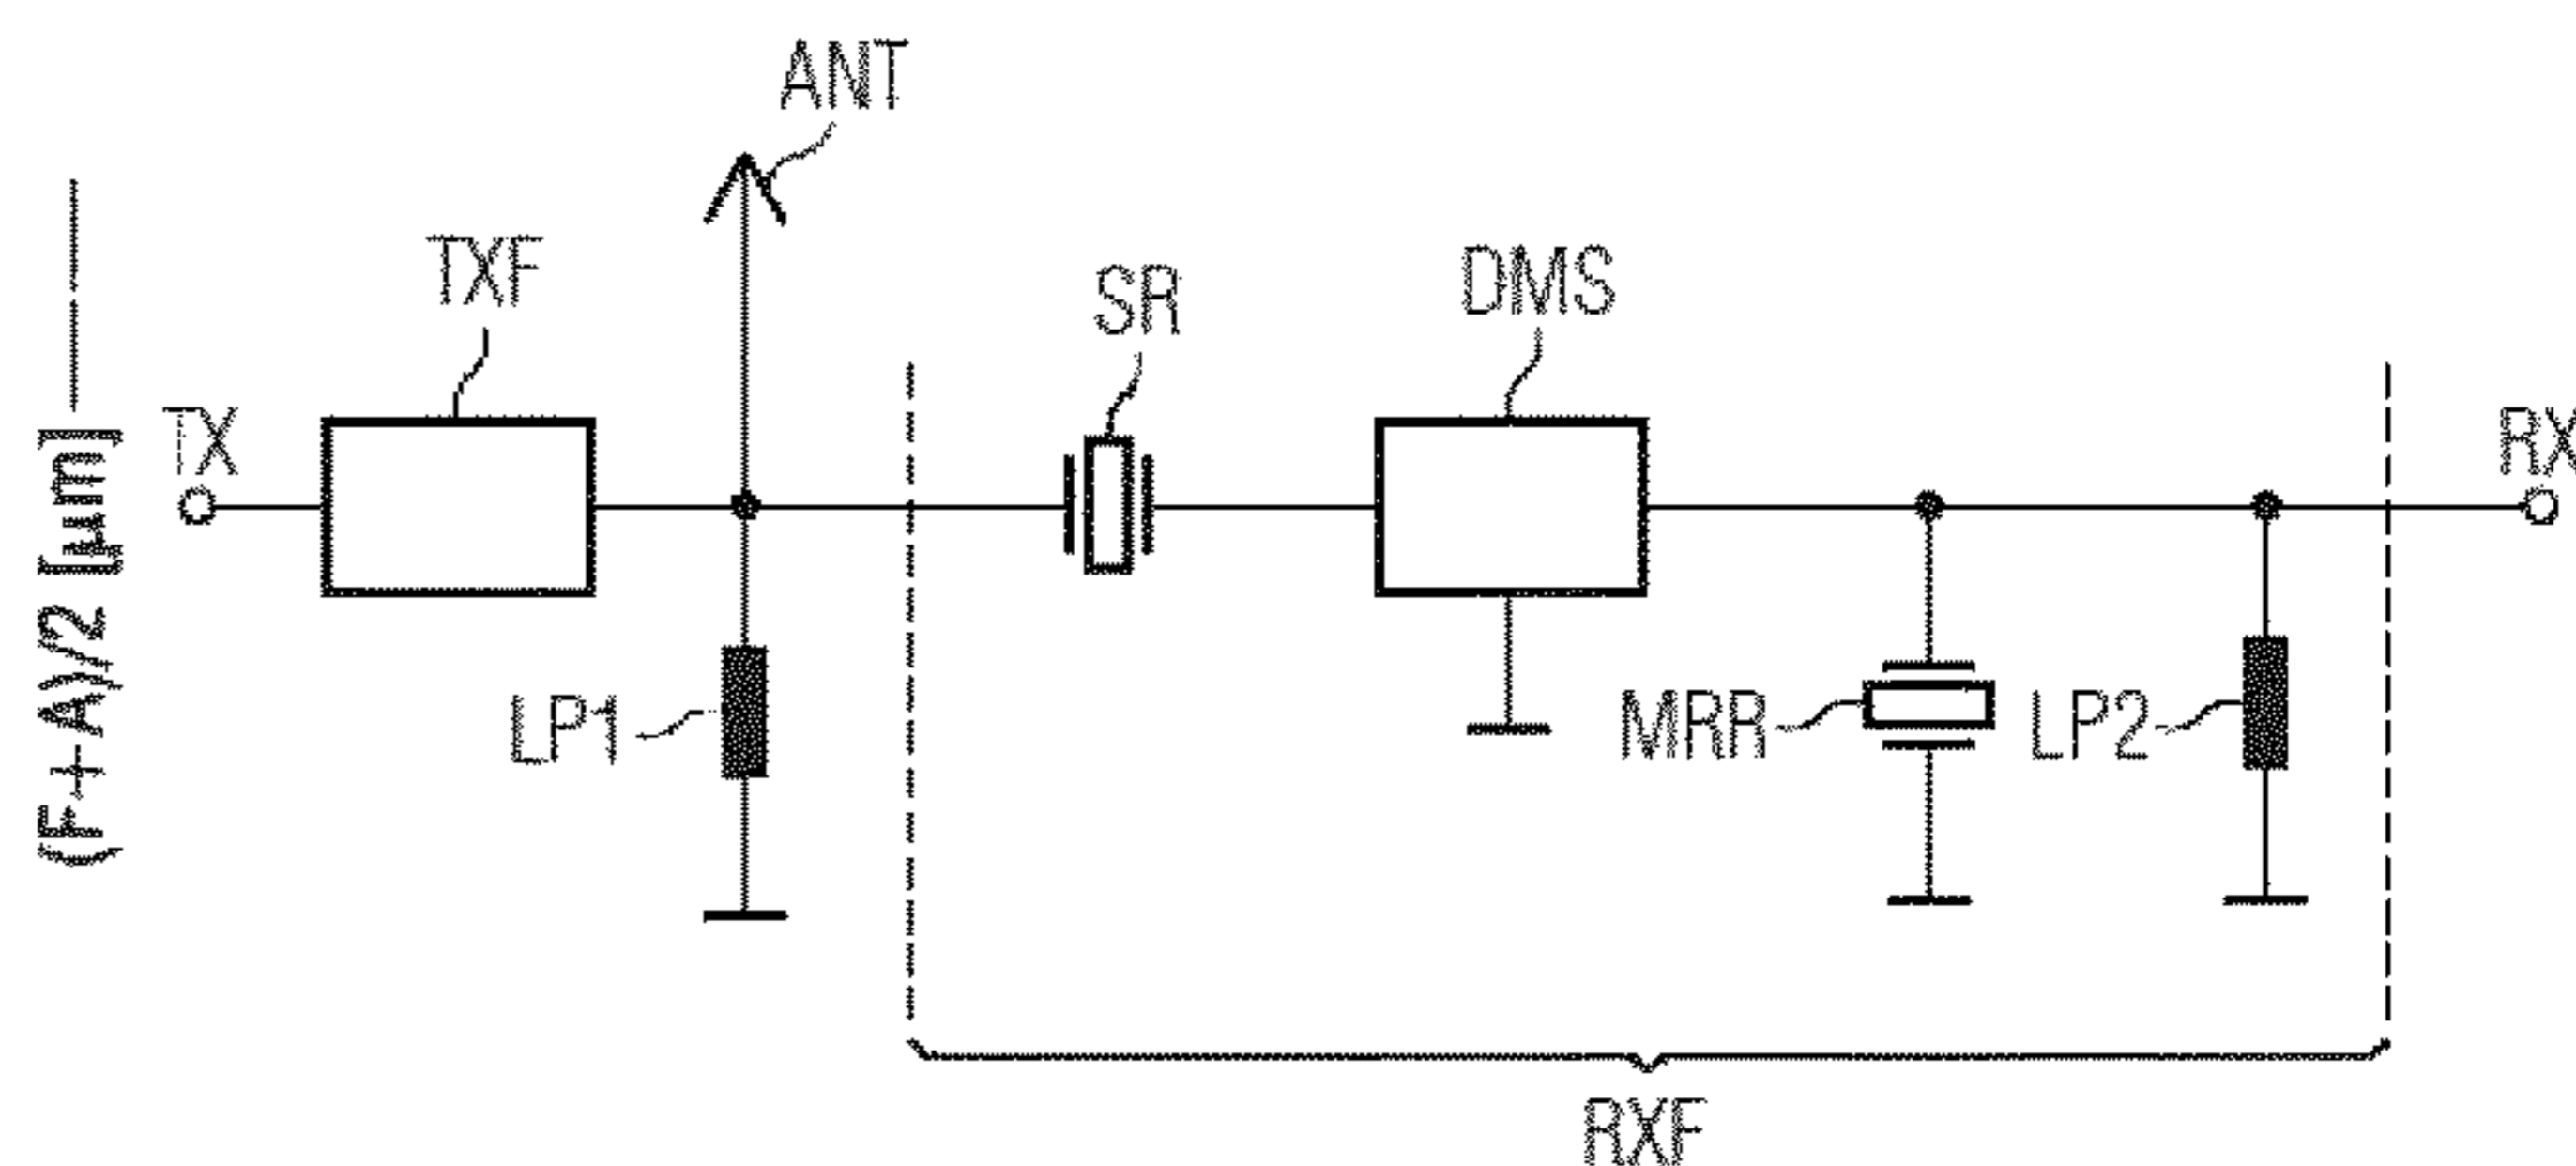 ANT
TXF
SR
DMS
TX
RX
(F+A)/2 [µm]
LP1
MRR
LP2
RXF